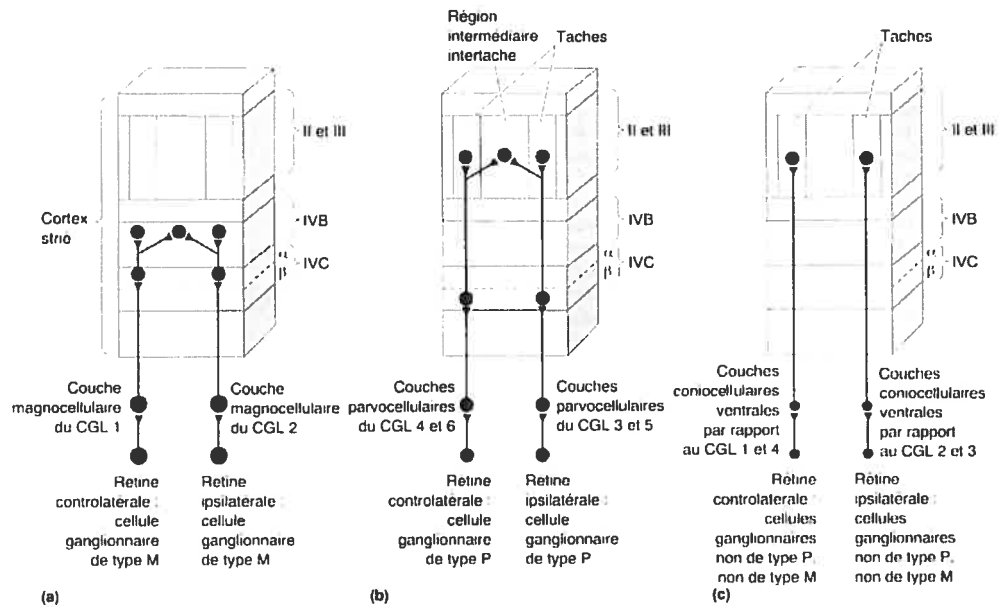 Région
intermédiaire
intertache
Taches
Taches
II et III
II et III
II et III
Cortex
strié
IVB
IVB
IVB
α
β
IVC
α
β
IVC
α
β
IVC
Couche
magnocellulaire
du CGL 1
Couche
magnocellulaire
du CGL 2
Rétine
controlatérale :
cellule
ganglionnaire
de type M
Rétine
ipsilatérale :
cellule
ganglionnaire
de type M
(a)
Couches
parvocellulaires
du CGL 4 et 6
Couches
parvocellulaires
du CGL 3 et 5
Rétine
controlatérale :
cellule
ganglionnaire
de type P
Rétine
ipsilatérale :
cellule
ganglionnaire
de type P
(b)
Couches
coniocellulaires
ventrales
par rapport
au CGL 1 et 4
Couches
coniocellulaires
ventrales
par rapport
au CGL 2 et 3
Rétine
controlatérale :
cellules
ganglionnaires
non de type P,
non de type M
Rétine
ipsilatérale :
cellules
ganglionnaires
non de type P,
non de type M
(c)